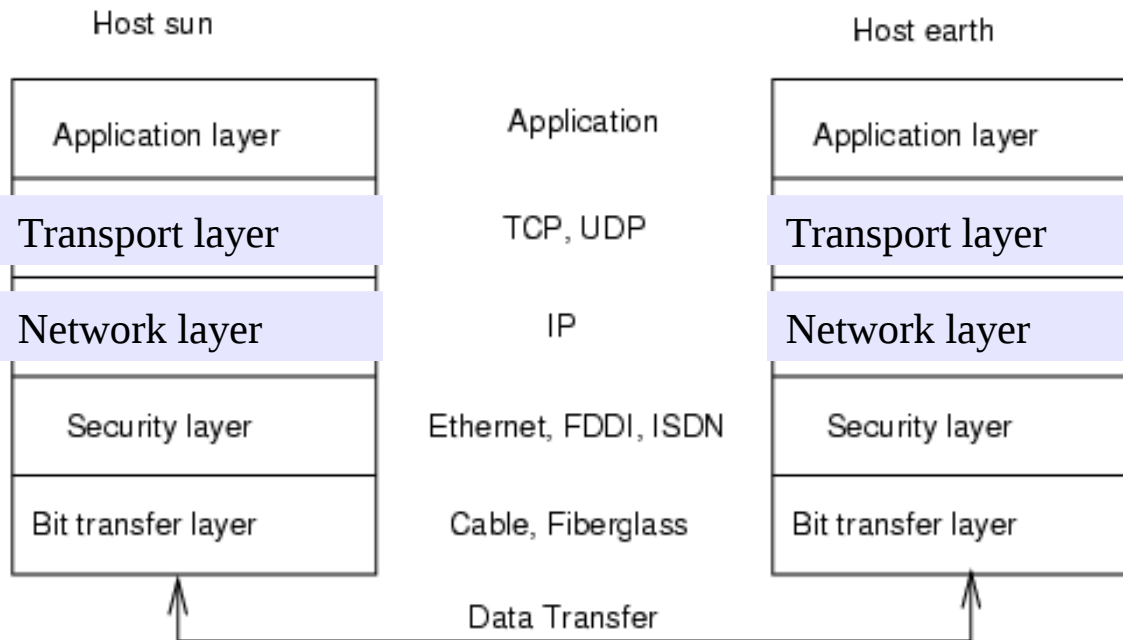 Host sun
Host earth
Application layer
Application
Application layer
Transport layer
TCP, UDP
Transport layer
Network layer
IP
Network layer
Security layer
Ethernet, FDDI, ISDN
Security layer
Bit transfer layer
Cable, Fiberglass
Bit transfer layer
Data Transfer